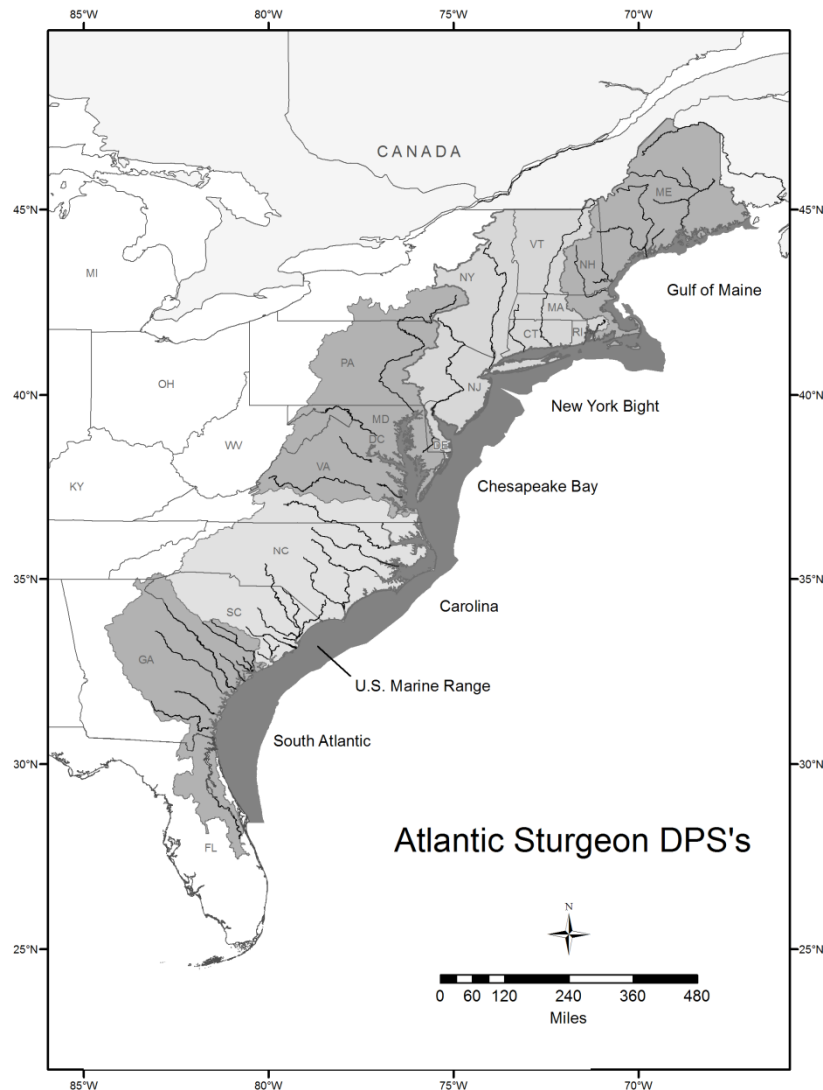 85°W 80°W 75°W 70°W
CANADA
ME
45°N 45°N
VT
NY
NH
MI
Gulf of Maine
MA
CT RI
PA
OH
NJ
40°N 40°N
New York Bight
MD
DC
DE
WV
VA
Chesapeake Bay
KY
NC
35°N 35°N
SC
Carolina
GA
U.S. Marine Range
South Atlantic
30°N 30°N
Atlantic Sturgeon DPS's
FL
N
25°N 25°N
0 60 120 240 360 480
Miles
85°W 80°W 75°W 70°W